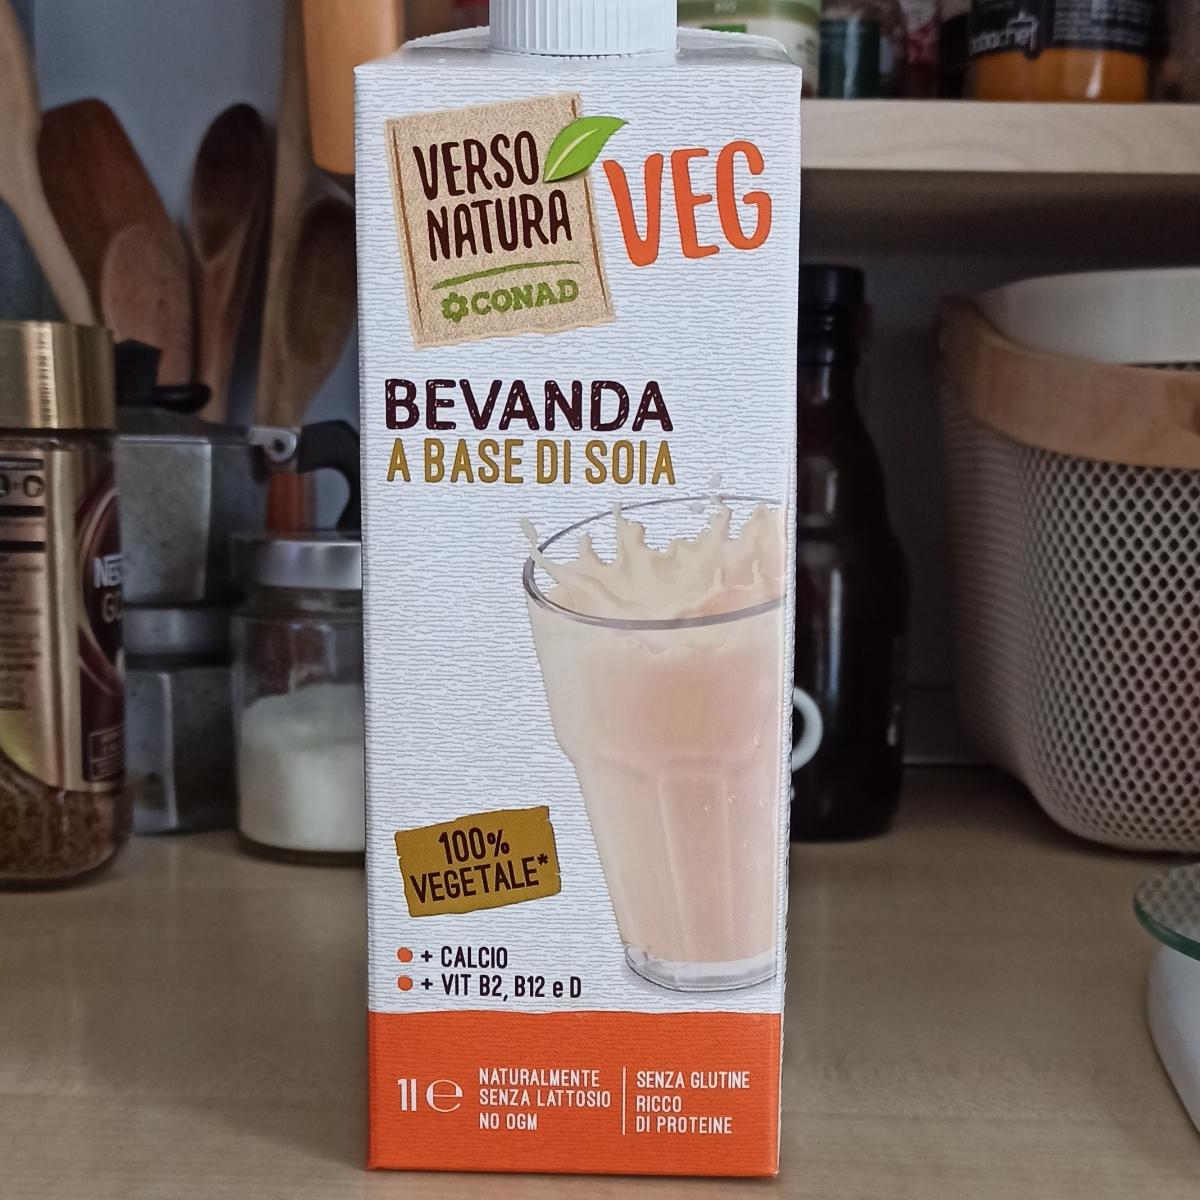 VERSO
NATURA
CONAD
VEG
BEVANDA
A BASE DI SOIA
100%
VEGETALE*
+ CALCIO
+ VIT B2, B12 e D
1l e
NATURALMENTE
SENZA LATTOSIO
NO OGM
SENZA GLUTINE
RICCO
DI PROTEINE